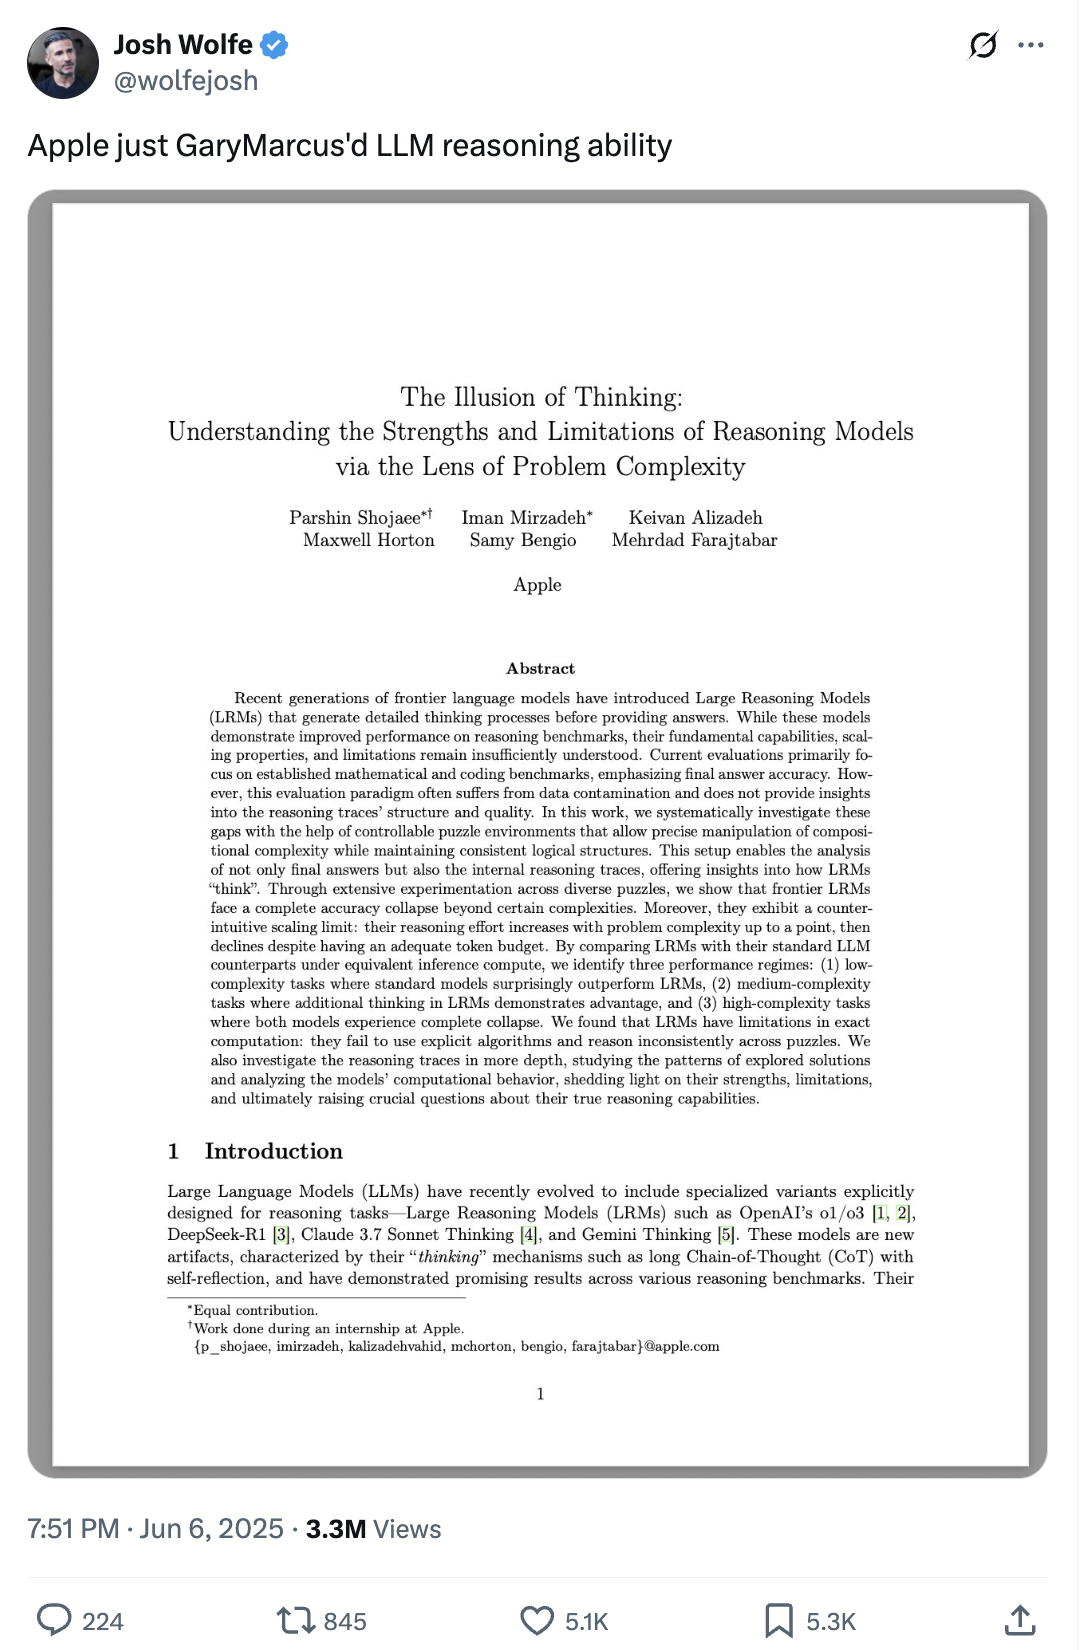 Josh Wolfe
@wolfejosh
Apple just GaryMarcus'd LLM reasoning ability
The Illusion of Thinking:
Understanding the Strengths and Limitations of Reasoning Models
via the Lens of Problem Complexity
Parshin Shojaee*† Iman Mirzadeh* Keivan Alizadeh
Maxwell Horton Samy Bengio Mehrdad Farajtabar
Apple
Abstract
Recent generations of frontier language models have introduced Large Reasoning Models
(LRMs) that generate detailed thinking processes before providing answers. While these models
demonstrate improved performance on reasoning benchmarks, their fundamental capabilities, scal-
ing properties, and limitations remain insufficiently understood. Current evaluations primarily fo-
cus on established mathematical and coding benchmarks, emphasizing final answer accuracy. How-
ever, this evaluation paradigm often suffers from data contamination and does not provide insights
into the reasoning traces' structure and quality. In this work, we systematically investigate these
gaps with the help of controllable puzzle environments that allow precise manipulation of composi-
tional complexity while maintaining consistent logical structures. This setup enables the analysis
of not only final answers but also the internal reasoning traces, offering insights into how LRMs
“think”. Through extensive experimentation across diverse puzzles, we show that frontier LRMs
face a complete accuracy collapse beyond certain complexities. Moreover, they exhibit a counter-
intuitive scaling limit: their reasoning effort increases with problem complexity up to a point, then
declines despite having an adequate token budget. By comparing LRMs with their standard LLM
counterparts under equivalent inference compute, we identify three performance regimes: (1) low-
complexity tasks where standard models surprisingly outperform LRMs, (2) medium-complexity
tasks where additional thinking in LRMs demonstrates advantage, and (3) high-complexity tasks
where both models experience complete collapse. We found that LRMs have limitations in exact
computation: they fail to use explicit algorithms and reason inconsistently across puzzles. We
also investigate the reasoning traces in more depth, studying the patterns of explored solutions
and analyzing the models' computational behavior, shedding light on their strengths, limitations,
and ultimately raising crucial questions about their true reasoning capabilities.
1 Introduction
Large Language Models (LLMs) have recently evolved to include specialized variants explicitly
designed for reasoning tasks—Large Reasoning Models (LRMs) such as OpenAI's o1/o3 [1, 2],
DeepSeek-R1 [3], Claude 3.7 Sonnet Thinking [4], and Gemini Thinking [5]. These models are new
artifacts, characterized by their “thinking” mechanisms such as long Chain-of-Thought (CoT) with
self-reflection, and have demonstrated promising results across various reasoning benchmarks. Their
*Equal contribution.
†Work done during an internship at Apple.
{p_shojaee, imirzadeh, kalizadehvahid, mchorton, bengio, farajtabar}@apple.com
1
7:51 PM · Jun 6, 2025 · 3.3M Views
224 845 5.1K 5.3K